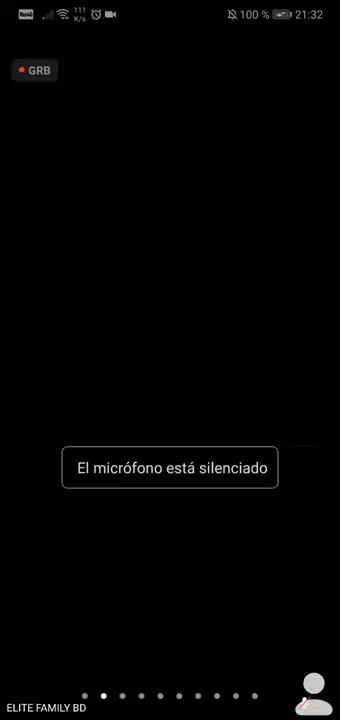 111
K/s
100 %
21:32
GRB
El micrófono está silenciado
ELITE FAMILY BD